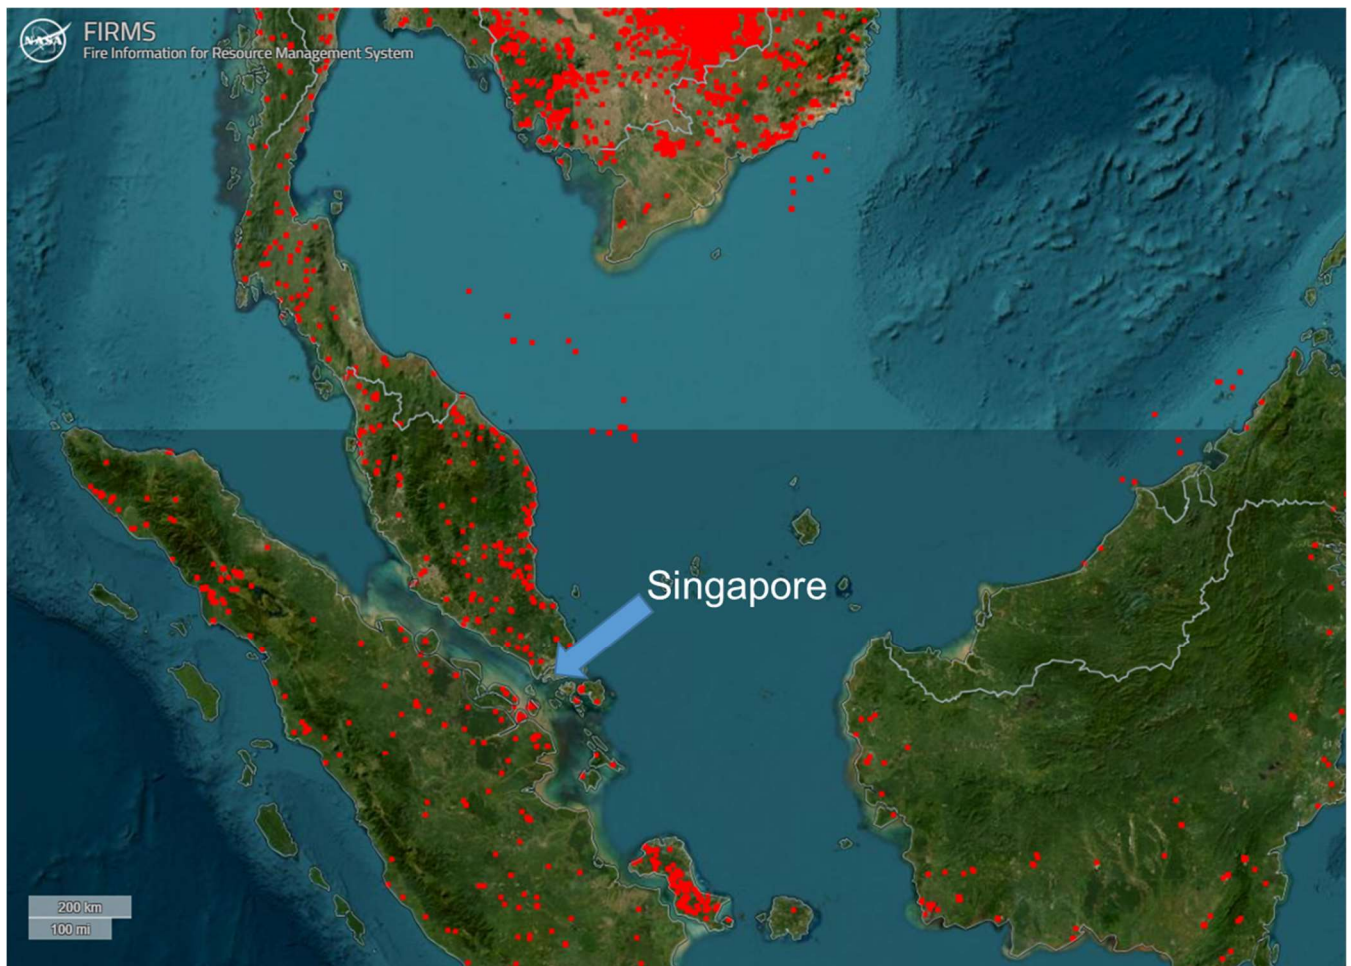 NASA
FIRMS
Fire Information for Resource Management System
Singapore
200 km
100 mi